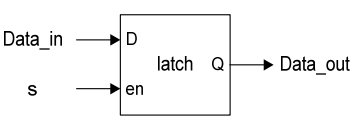 Data_in D
latch Q Data_out
s en